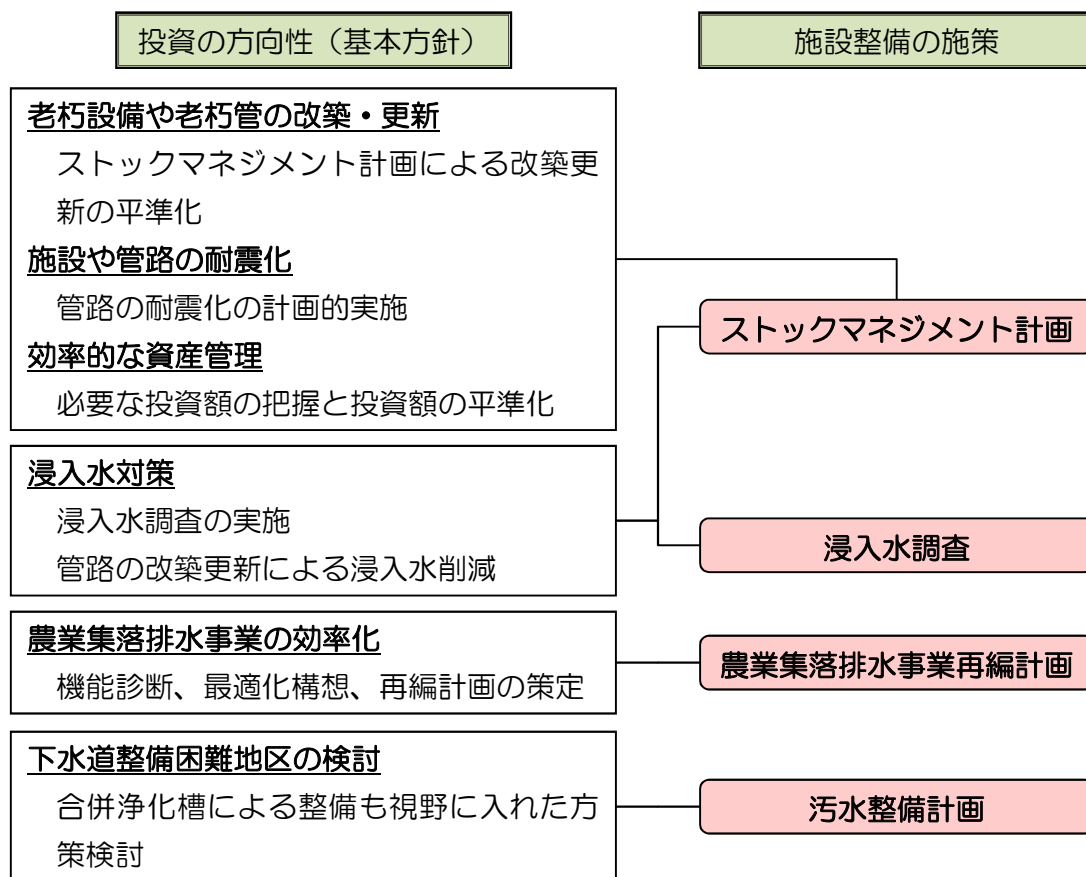 投資の方向性（基本方針）
施設整備の施策
老朽設備や老朽管の改築・更新
ストックマネジメント計画による改築更
新の平準化
施設や管路の耐震化
管路の耐震化の計画的実施
効率的な資産管理
必要な投資額の把握と投資額の平準化
ストックマネジメント計画
浸入水対策
浸入水調査の実施
管路の改築更新による浸入水削減
浸入水調査
農業集落排水事業の効率化
機能診断、最適化構想、再編計画の策定
農業集落排水事業再編計画
下水道整備困難地区の検討
合併浄化槽による整備も視野に入れた方
策検討
汚水整備計画